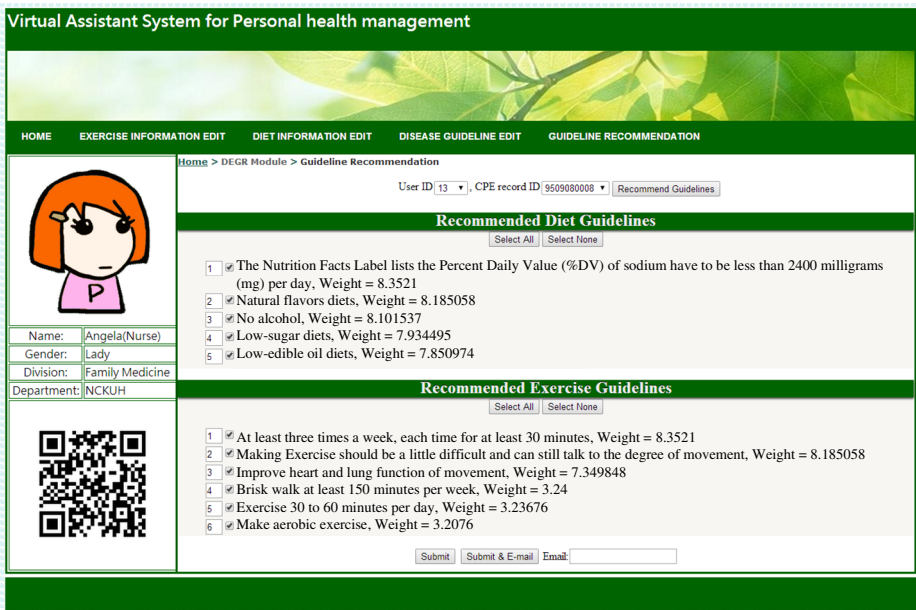 Virtual Assistant System for Personal health management
HOME EXERCISE INFORMATION EDIT DIET INFORMATION EDIT DISEASE GUIDELINE EDIT GUIDELINE RECOMMENDATION
Home > DEGR Module > Guideline Recommendation
User ID 13 , CPE record ID 9509080008 Recommend Guidelines
Recommended Diet Guidelines
Select All Select None
1 The Nutrition Facts Label lists the Percent Daily Value (%DV) of sodium have to be less than 2400 milligrams
(mg) per day, Weight = 8.3521
2 Natural flavors diets, Weight = 8.185058
3 No alcohol, Weight = 8.101537
4 Low-sugar diets, Weight = 7.934495
5 Low-edible oil diets, Weight = 7.850974
P
Name: Angela(Nurse)
Gender: Lady
Division: Family Medicine
Department: NCKUH
Recommended Exercise Guidelines
Select All Select None
1 At least three times a week, each time for at least 30 minutes, Weight = 8.3521
2 Making Exercise should be a little difficult and can still talk to the degree of movement, Weight = 8.185058
3 Improve heart and lung function of movement, Weight = 7.349848
4 Brisk walk at least 150 minutes per week, Weight = 3.24
5 Exercise 30 to 60 minutes per day, Weight = 3.23676
6 Make aerobic exercise, Weight = 3.2076
Submit Submit & E-mail Email: